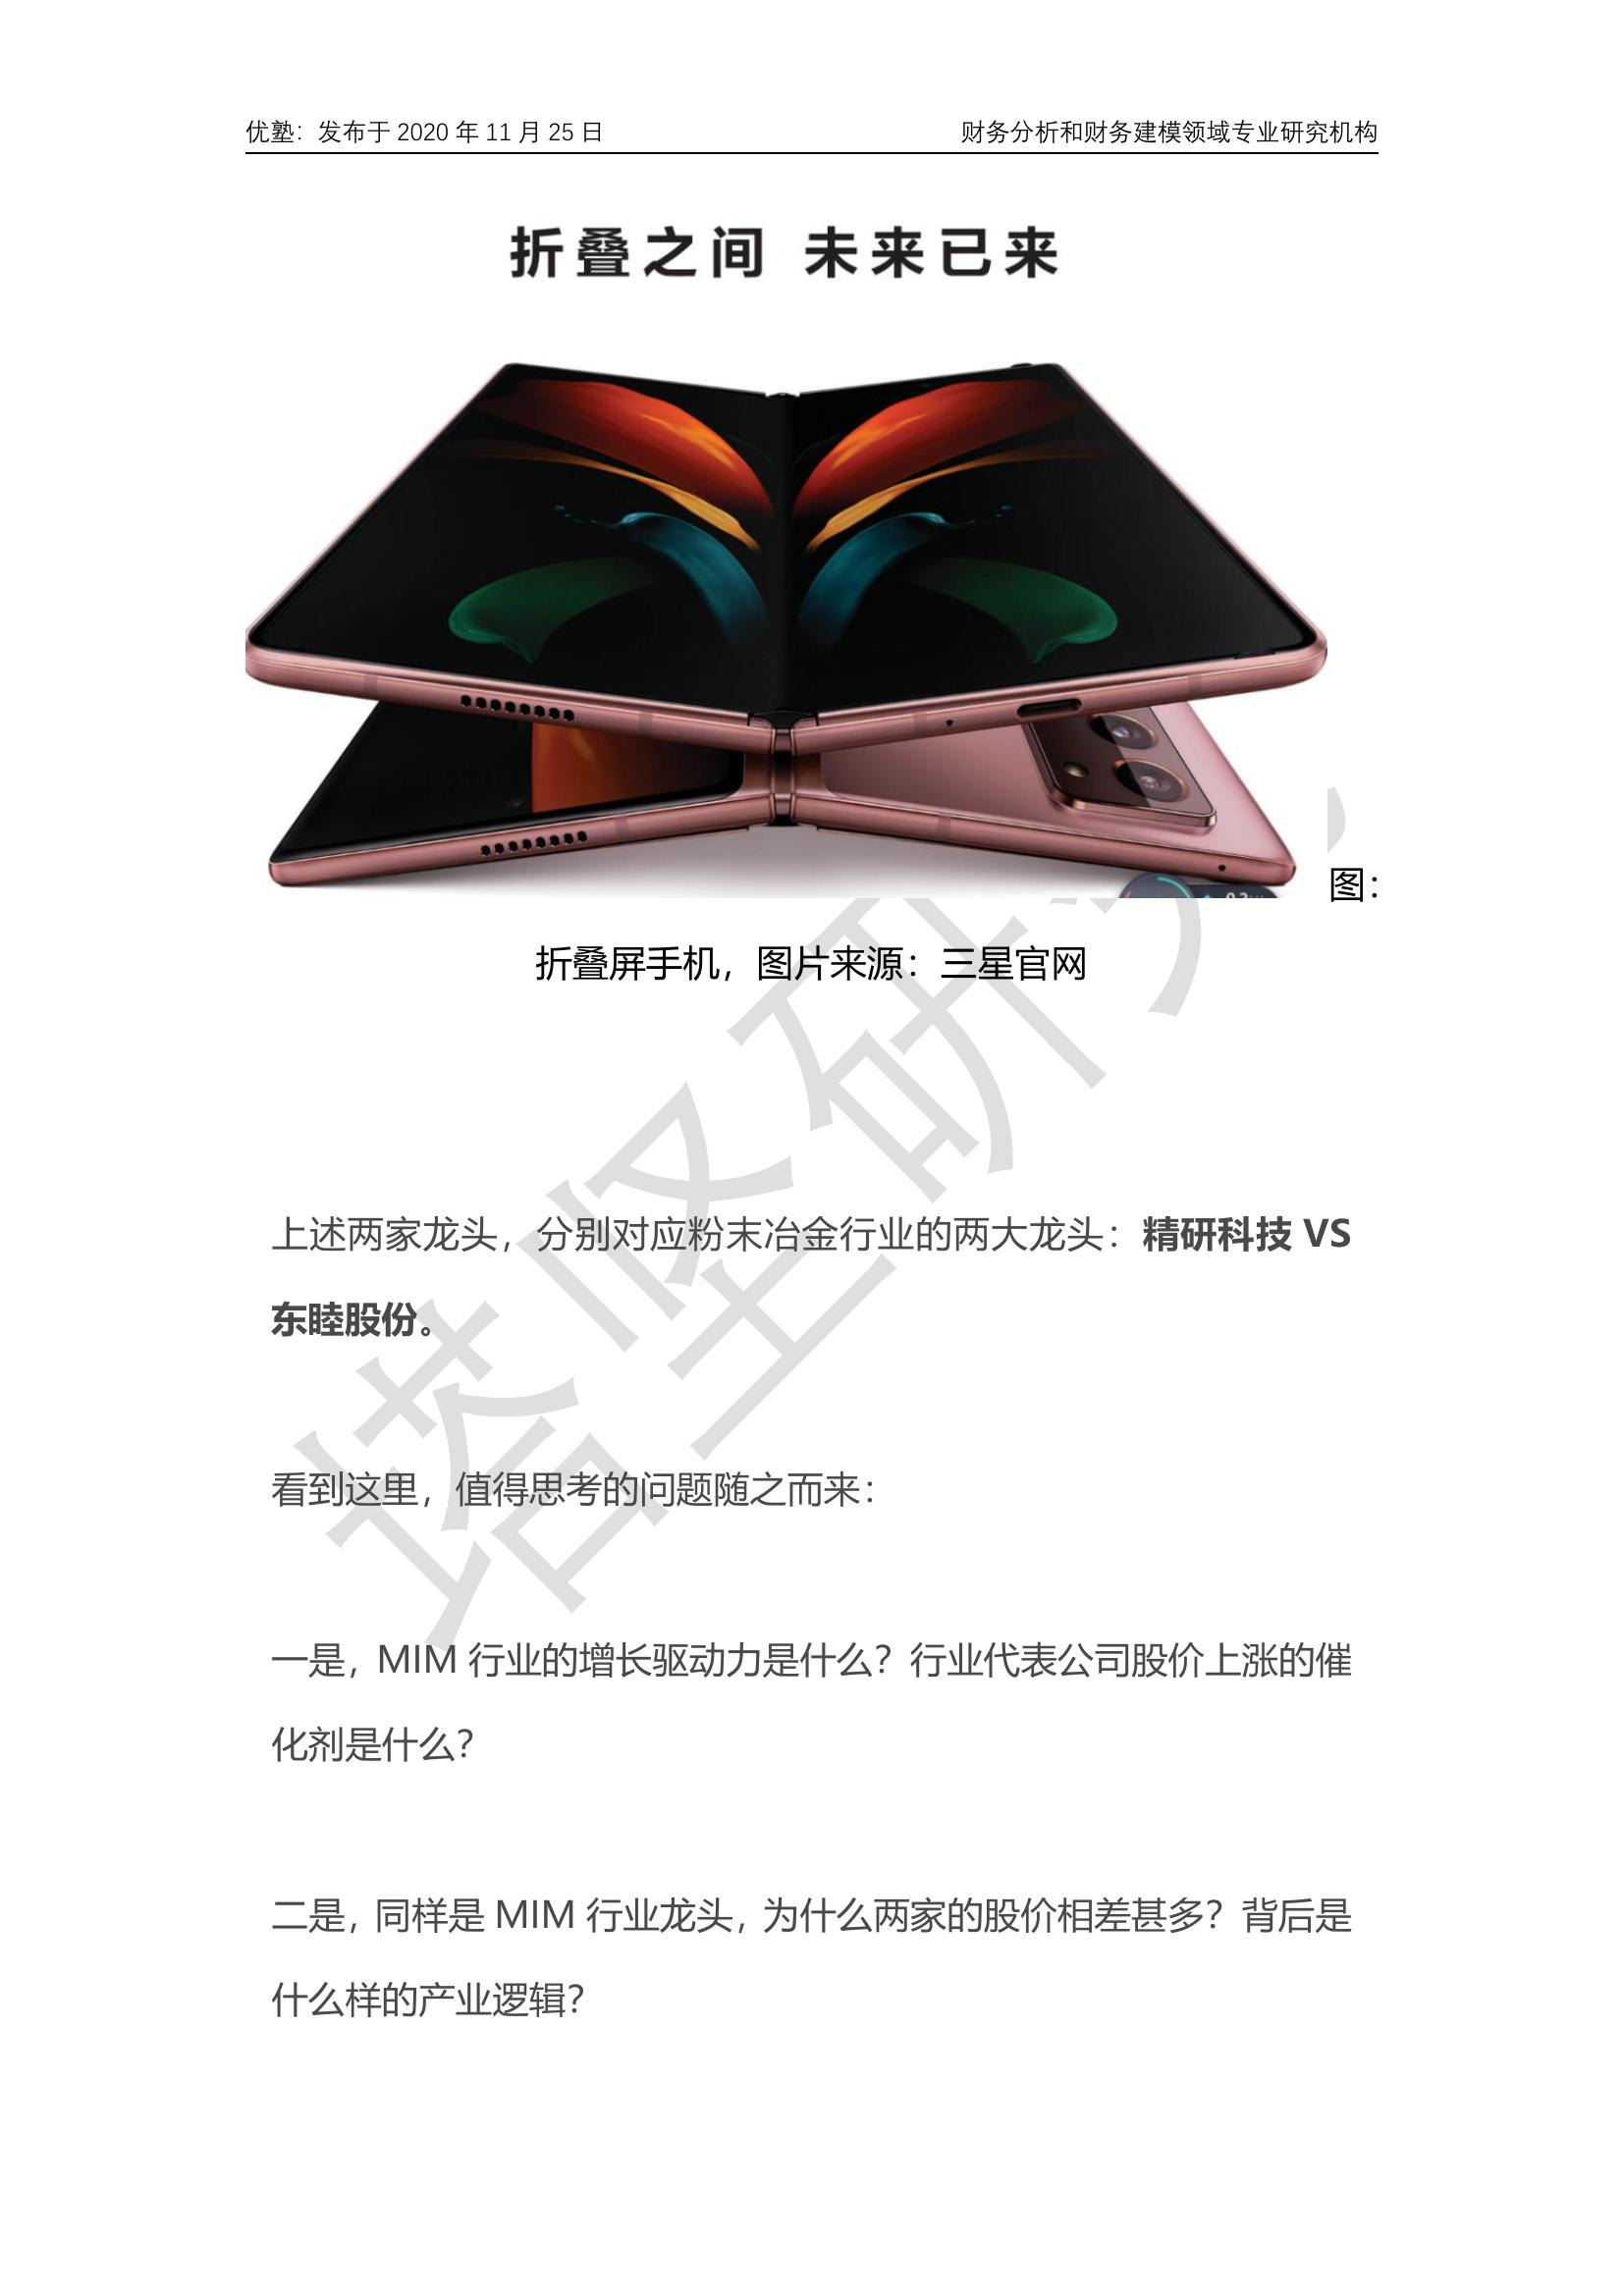 优塾：发布于 2020 年 11 月 25 日
财务分析和财务建模领域专业研究机构
折叠之间 未来已来
图：
折叠屏手机，图片来源：三星官网
上述两家龙头，分别对应粉末冶金行业的两大龙头：精研科技 VS
东睦股份。
看到这里，值得思考的问题随之而来：
一是，MIM 行业的增长驱动力是什么？行业代表公司股价上涨的催
化剂是什么？
二是，同样是 MIM 行业龙头，为什么两家的股价相差甚多？背后是
什么样的产业逻辑？
塔坚研